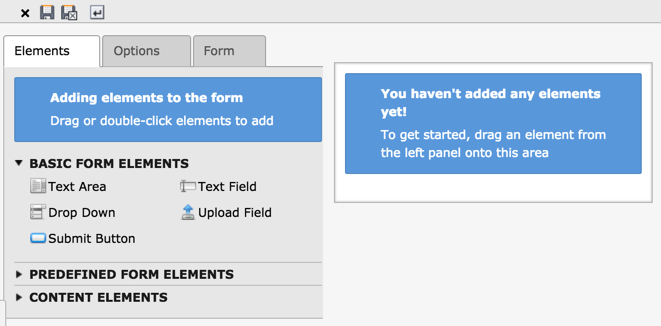 Elements
Options
Form
Adding elements to the form
Drag or double-click elements to add
You haven't added any elements
yet!
To get started, drag an element from
the left panel onto this area
BASIC FORM ELEMENTS
Text Area
Text Field
Drop Down
Upload Field
Submit Button
PREDEFINED FORM ELEMENTS
CONTENT ELEMENTS